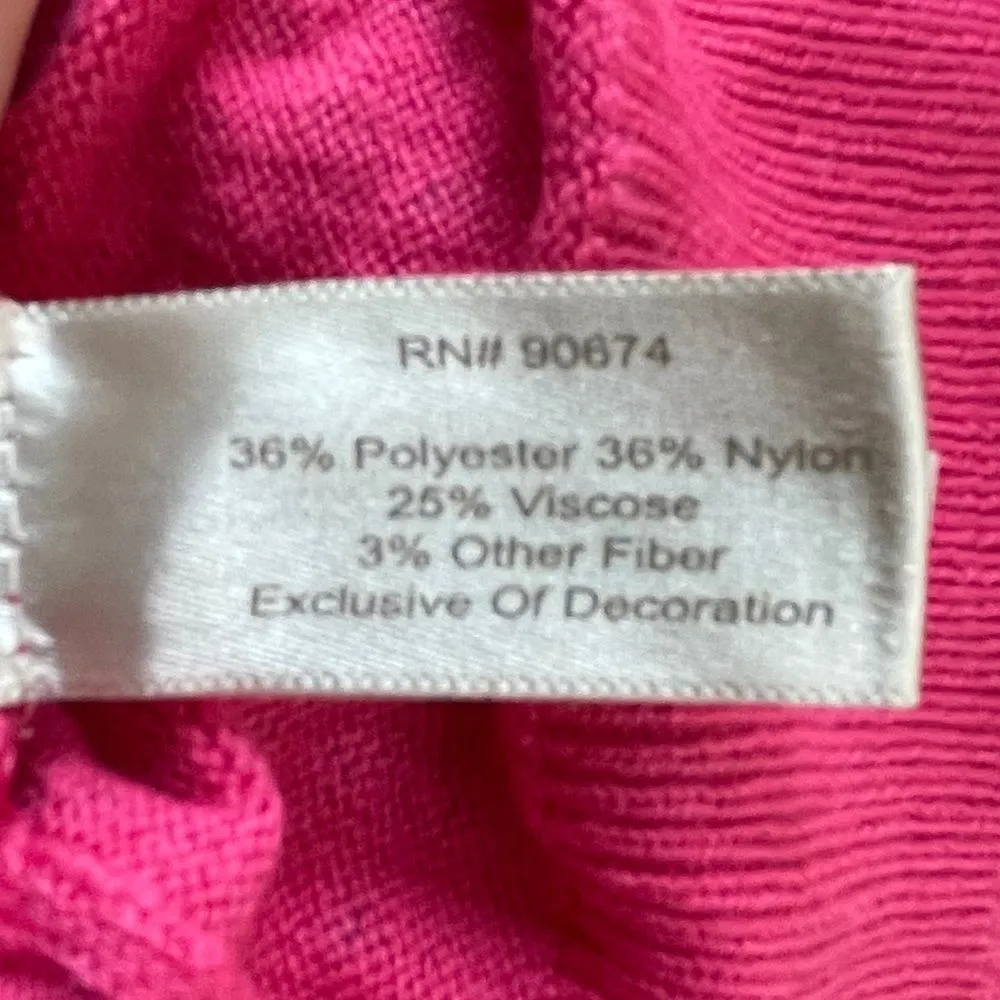 RN# 90674
36% Polyester 36% Nylon
25% Viscose
3% Other Fiber
Exclusive Of Decoration